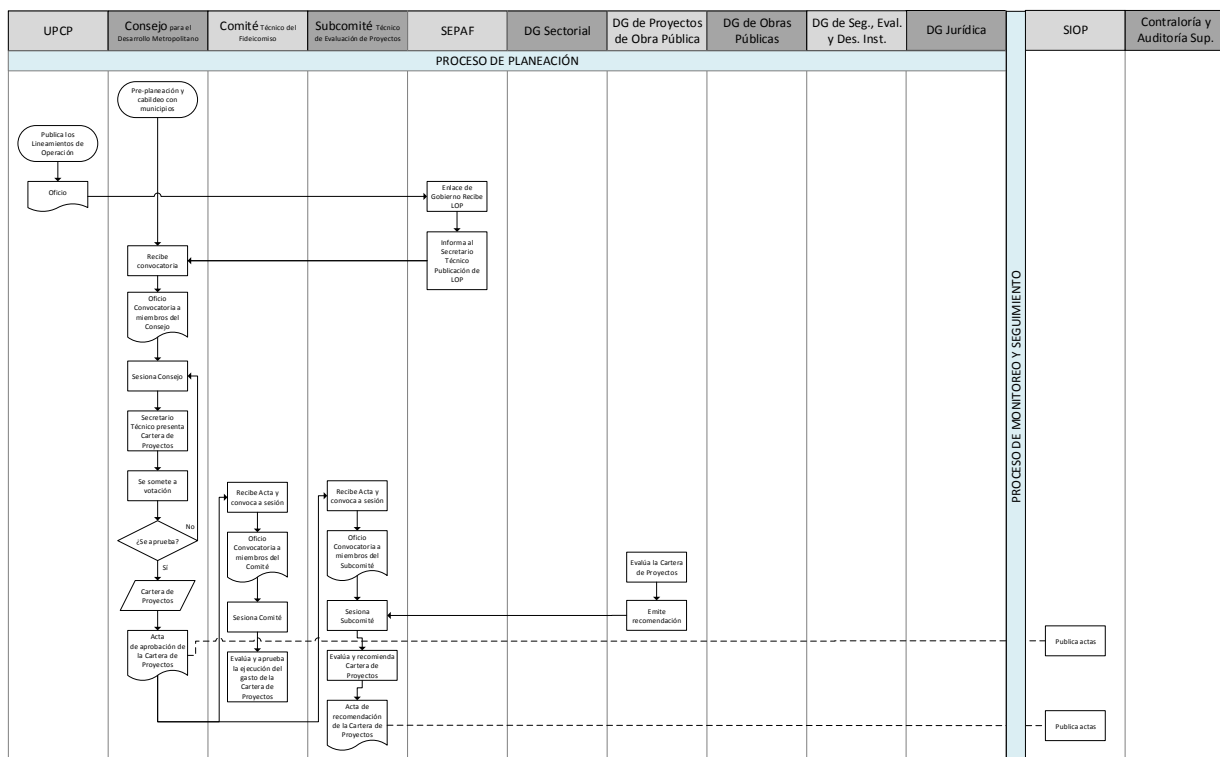 UPCP
Consejo para el
Desarrollo Metropolitano
Comité Técnico del
Fideicomiso
Subcomité Técnico
de Evaluación de Proyectos
SEPAF
DG Sectorial
DG de Proyectos
de Obra Pública
DG de Obras
Públicas
DG de Seg., Eval.
y Des. Inst.
DG Jurídica
SIOP
Contraloría y
Auditoría Sup.
PROCESO DE PLANEACIÓN
PROCESO DE MONITOREO Y SEGUIMIENTO
Pre-planeación y
cabildeo con
municipios
Publica los
Lineamientos de
Operación
Oficio
Enlace de
Gobierno Recibe
LOP
Informa al
Secretario
Técnico
Publicación de
LOP
Recibe
convocatoria
Oficio
Convocatoria a
miembros del
Consejo
Sesiona Consejo
Secretario
Técnico presenta
Cartera de
Proyectos
Se somete a
votación
¿Se aprueba?
No
Sí
Cartera de
Proyectos
Acta
de aprobación de
la Cartera de
Proyectos
Recibe Acta y
convoca a sesión
Oficio
Convocatoria a
miembros del
Comité
Sesiona Comité
Evalúa y aprueba
la ejecución del
gasto de la
Cartera de
Proyectos
Recibe Acta y
convoca a sesión
Oficio
Convocatoria a
miembros del
Subcomité
Sesiona
Subcomité
Evalúa y recomienda
Cartera de
Proyectos
Acta de
recomendación
de la Cartera de
Proyectos
Evalúa la Cartera
de Proyectos
Emite
recomendación
Publica actas
Publica actas